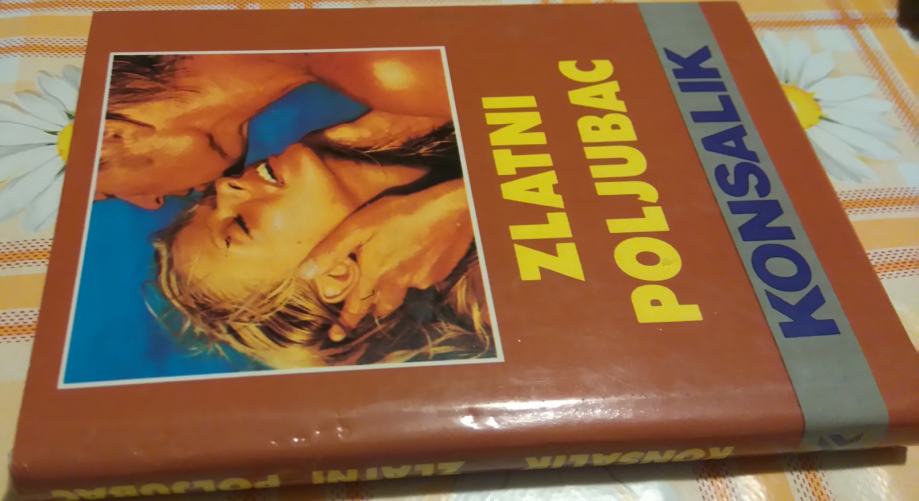 KONSALIK
ZLATNI
POLJUBAC
KONSALIK ZLATNI POLJUBAC